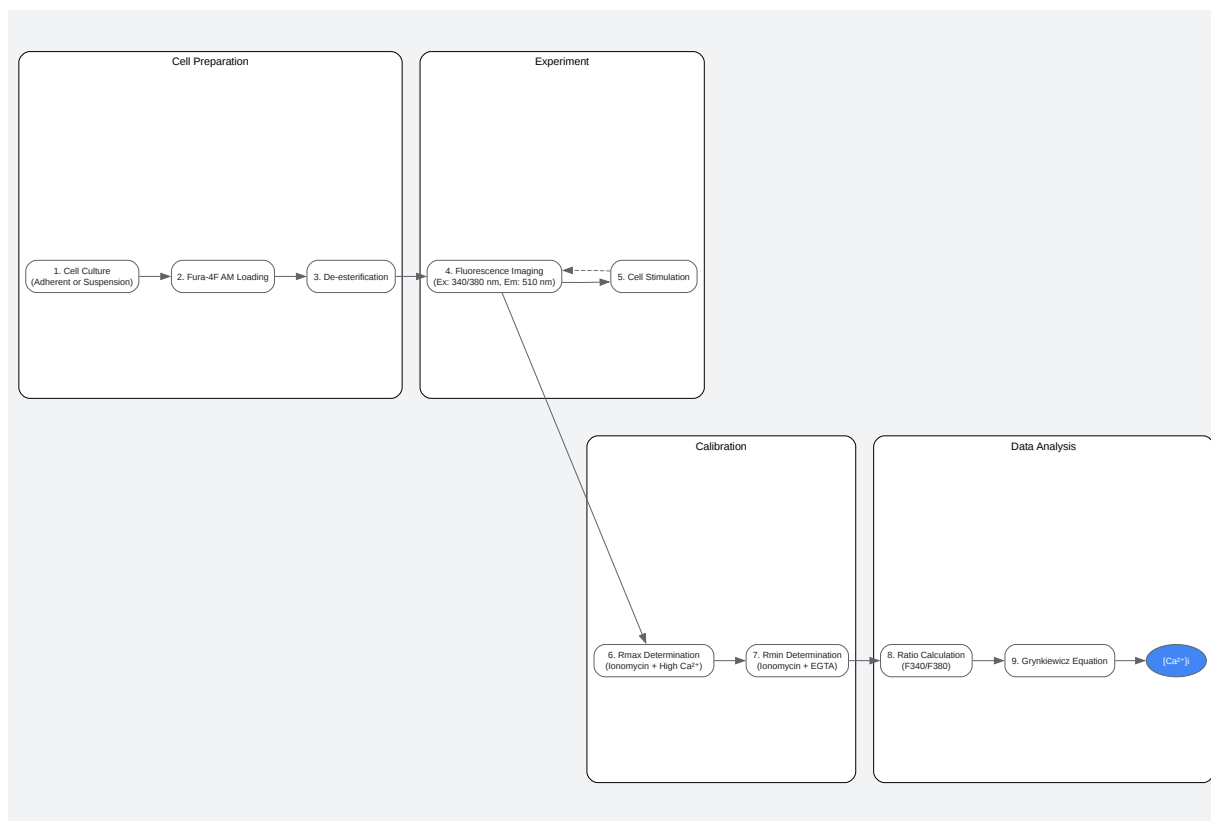 Cell Preparation
Experiment
1. Cell Culture
(Adherent or Suspension)
2. Fura-4F AM Loading
3. De-esterification
4. Fluorescence Imaging
(Ex: 340/380 nm, Em: 510 nm)
5. Cell Stimulation
Calibration
Data Analysis
6. Rmax Determination
(Ionomycin + High Ca²⁺)
7. Rmin Determination
(Ionomycin + EGTA)
8. Ratio Calculation
(F340/F380)
9. Grynkiewicz Equation
[Ca²⁺]i